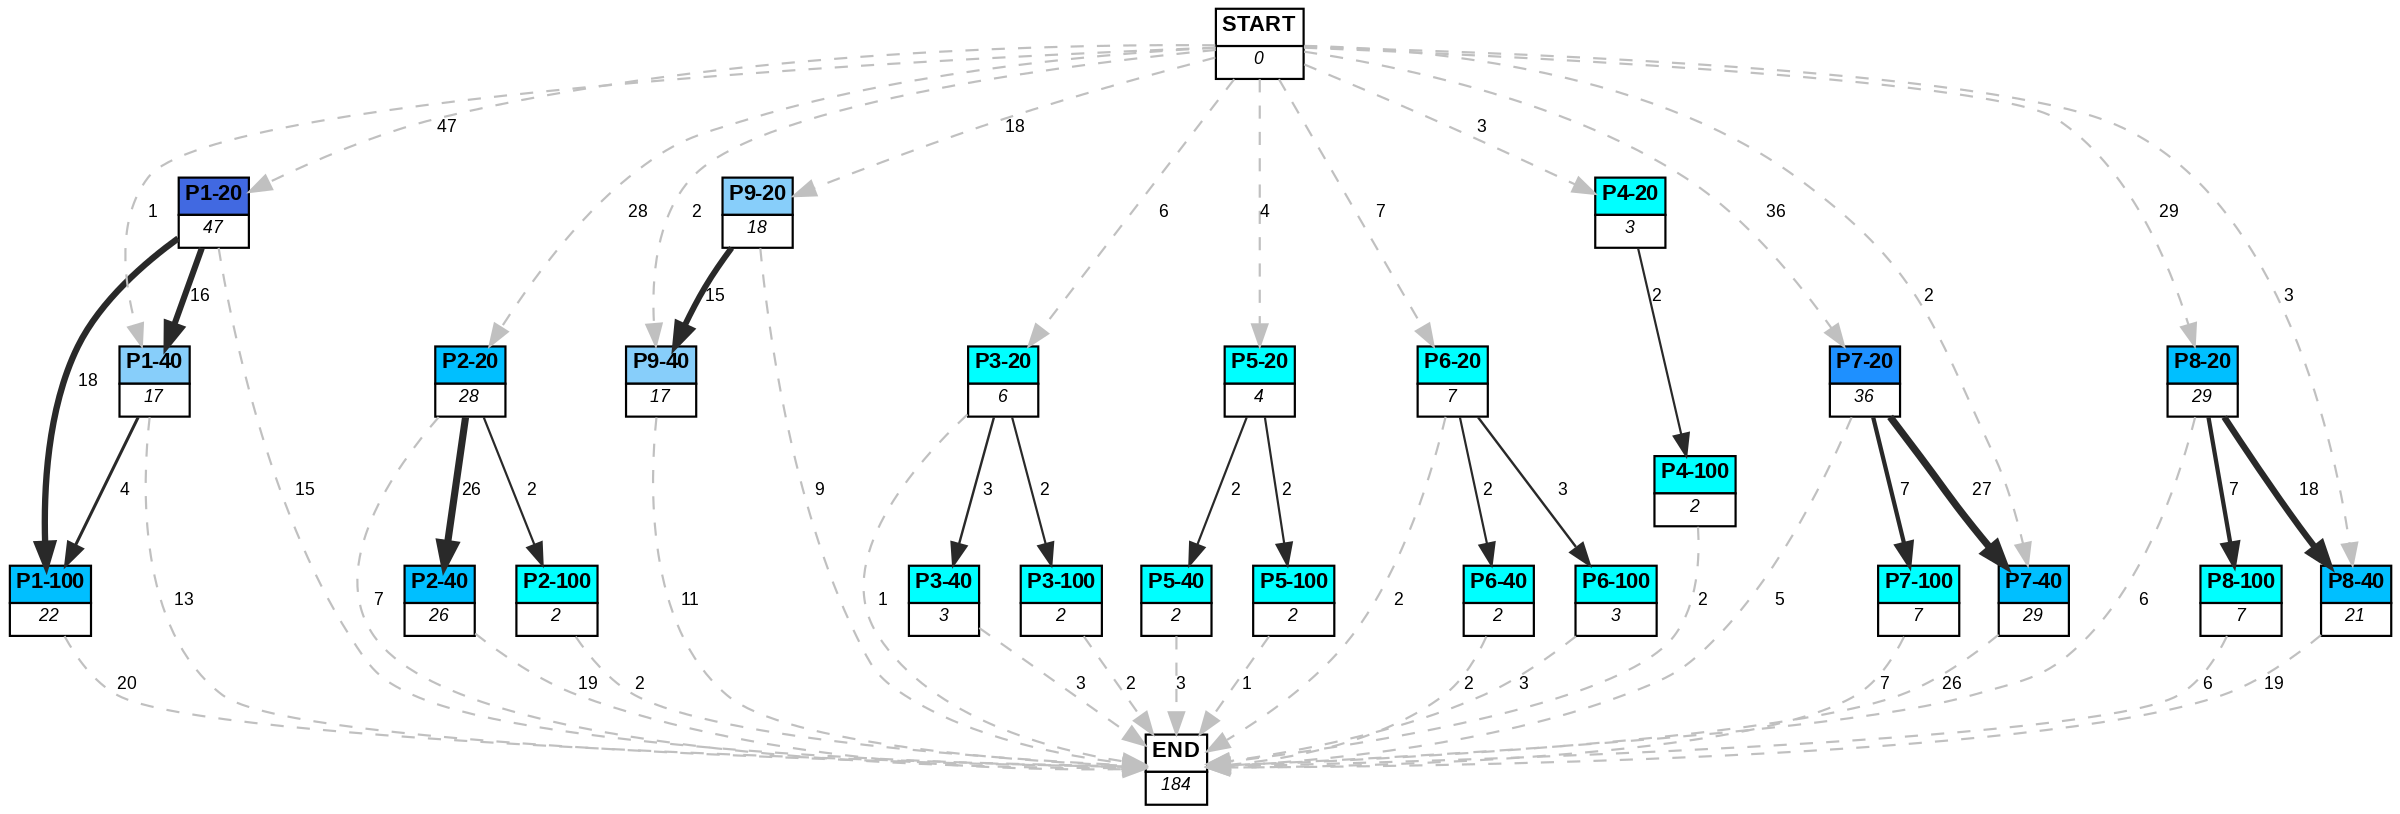 START
0
47
18
3
P1-20
47
P9-20
18
P4-20
3
1
28
2
6
4
7
36
29
16
15
2
2
3
P1-40
17
P2-20
28
P9-40
17
P3-20
6
P5-20
4
P6-20
7
P7-20
36
P8-20
29
18
4
15
26
2
9
3
2
2
2
2
3
P4-100
2
7
27
7
18
P1-100
22
13
7
P2-40
26
P2-100
2
11
1
P3-40
3
P3-100
2
P5-40
2
P5-100
2
2
P6-40
2
P6-100
3
2
5
P7-100
7
P7-40
29
6
P8-100
7
P8-40
21
20
19
2
3
2
3
1
2
3
7
26
6
19
END
184